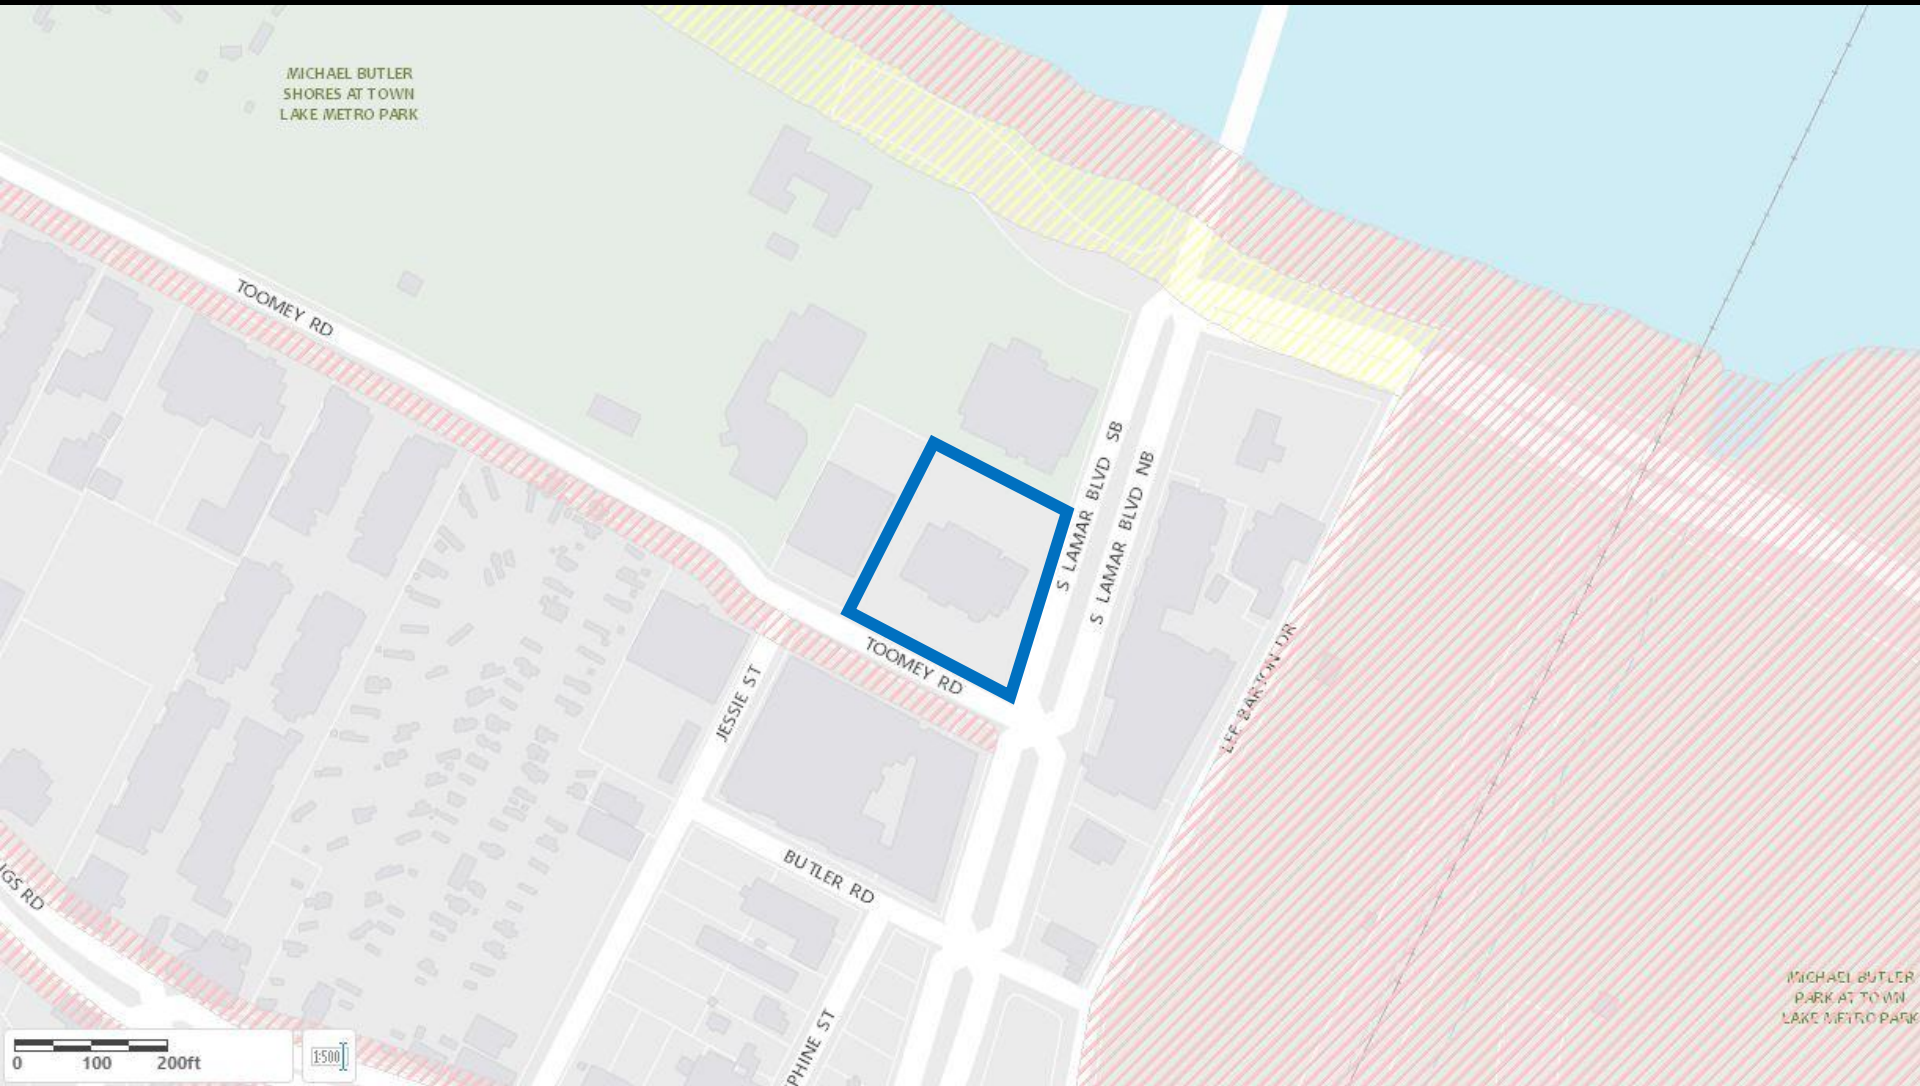 MICHAEL BUTLER
SHORES AT TOWN
LAKE METRO PARK
TOOMEY RD
S LAMAR BLVD SB
S LAMAR BLVD NB
TOOMEY RD
JESSIE ST
LEE BARTON DR
BUTLER RD
GS RD
PHINE ST
MICHAEL BUTLER
PARK AT TOWN
LAKE METRO PARK
0 100 200ft
1:500